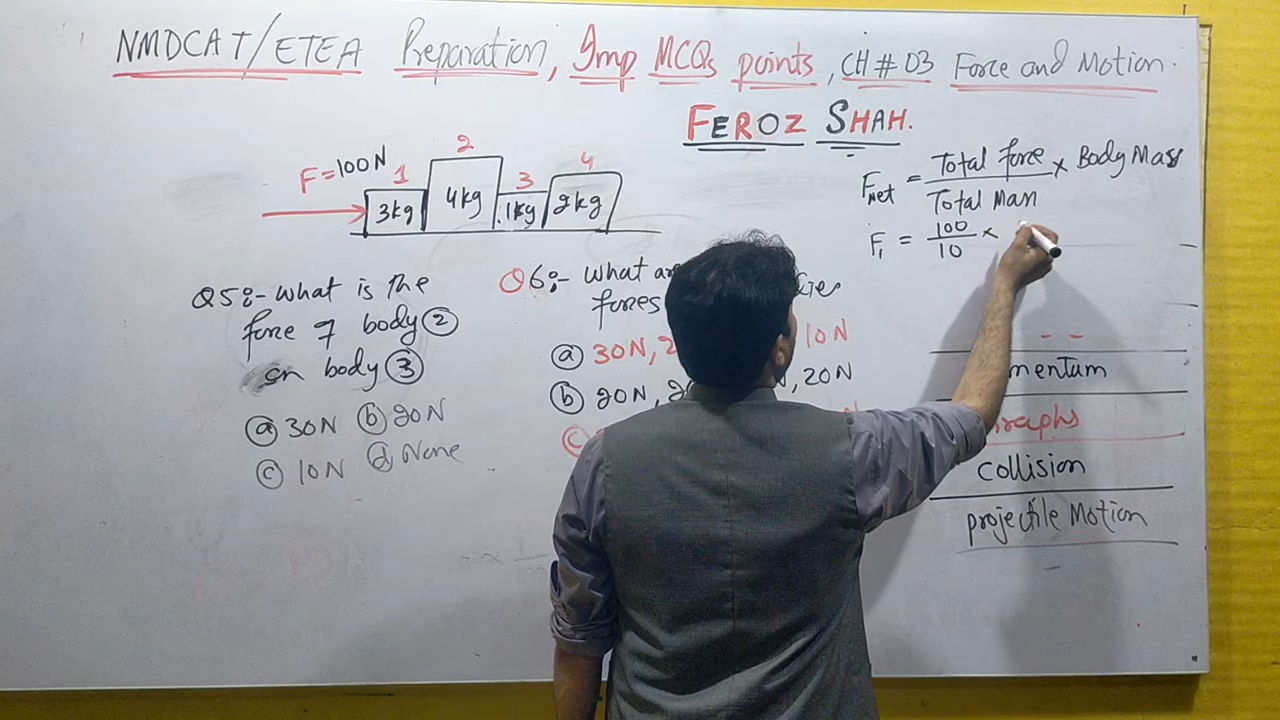 NMDCAT/ETEA Preparation, Imp MCQs points, CH # 03 Force and Motion.
FEROZ SHAH.
F=100N
1 2 3 4
3kg 4kg 1kg 2kg
Fnet = Total force / Total Mass × Body Mass
F1 = 100/10 ×
Q5:- What is the
force of body ②
on body ③
ⓐ 30N ⓑ 20N
ⓒ 10N ⓓ None
Q6:- What are
forces
ⓐ 30N, 10N
ⓑ 20N, 20N
ⓒ
mentum
raphs
collision
projectile Motion